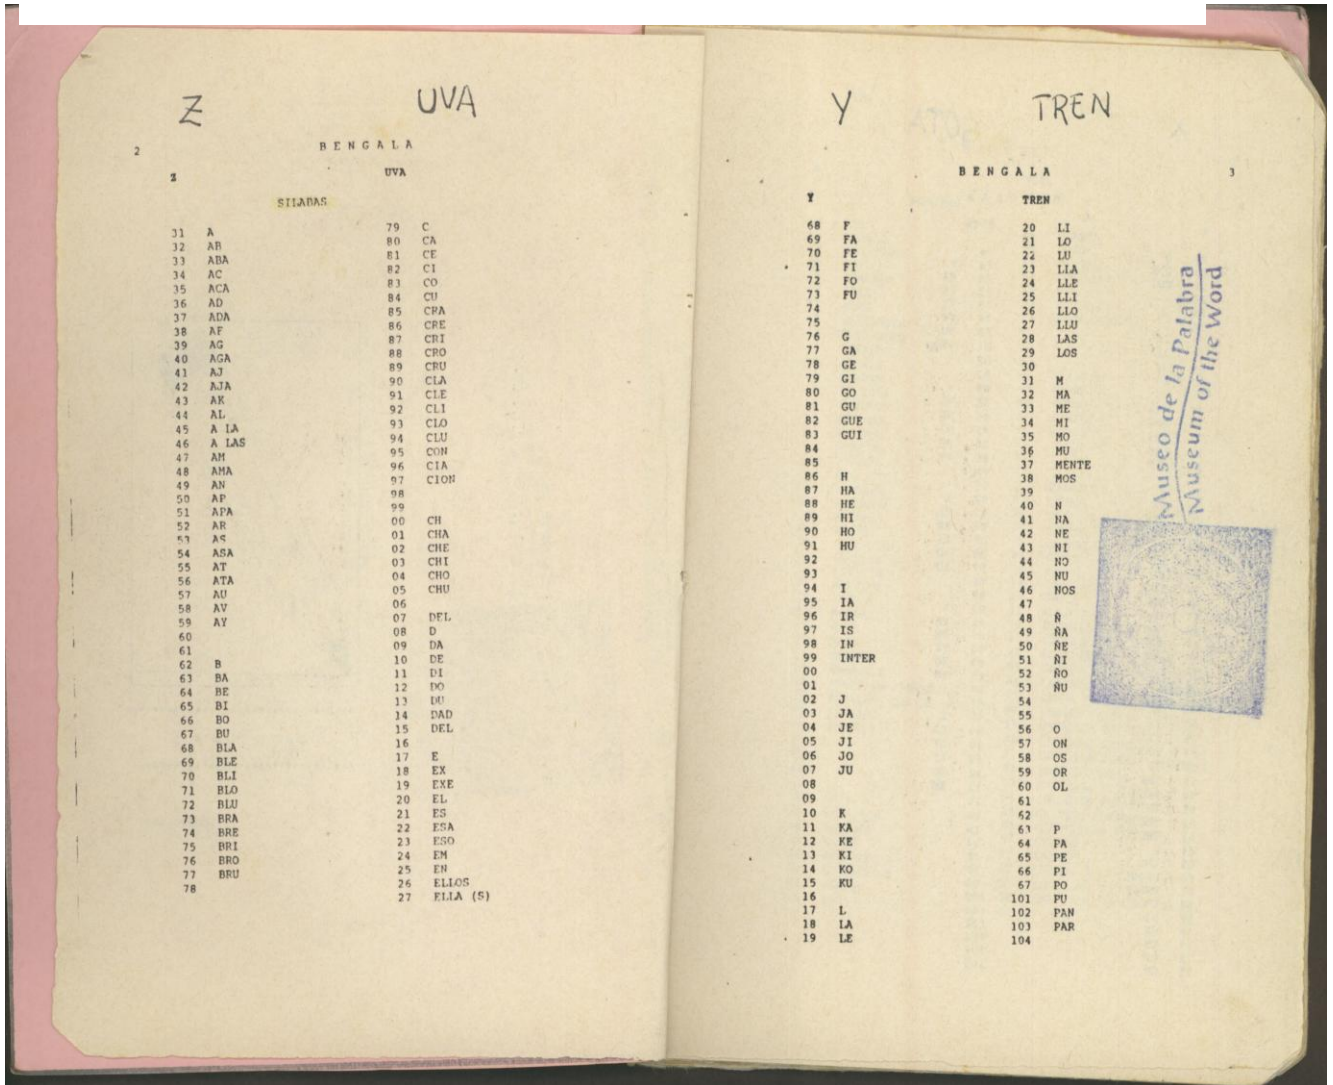 Z UVA
2 BENGALA
Z UVA
SILABAS
31 A
32 AB
33 ABA
34 AC
35 ACA
36 AD
37 ADA
38 AF
39 AG
40 AGA
41 AJ
42 AJA
43 AK
44 AL
45 A LA
46 A LAS
47 AM
48 AMA
49 AN
50 AP
51 APA
52 AR
53 AS
54 ASA
55 AT
56 ATA
57 AU
58 AV
59 AY
60
61
62 B
63 BA
64 BE
65 BI
66 BO
67 BU
68 BLA
69 BLE
70 BLI
71 BLO
72 BLU
73 BRA
74 BRE
75 BRI
76 BRO
77 BRU
78
79 C
80 CA
81 CE
82 CI
83 CO
84 CU
85 CRA
86 CRE
87 CRI
88 CRO
89 CRU
90 CLA
91 CLE
92 CLI
93 CLO
94 CLU
95 CON
96 CIA
97 CION
98
99
00 CH
01 CHA
02 CHE
03 CHI
04 CHO
05 CHU
06
07 DEL
08 D
09 DA
10 DE
11 DI
12 DO
13 DU
14 DAD
15 DEL
16
17 E
18 EX
19 EXE
20 EL
21 ES
22 ESA
23 ESO
24 EM
25 EN
26 ELLOS
27 ELLA (S)
Y TREN
BENGALA 3
Y TREN
68 F
69 FA
70 FE
71 FI
72 FO
73 FU
74
75
76 G
77 GA
78 GE
79 GI
80 GO
81 GU
82 GUE
83 GUI
84
85
86 H
87 HA
88 HE
89 HI
90 HO
91 HU
92
93
94 I
95 IA
96 IR
97 IS
98 IN
99 INTER
00
01
02 J
03 JA
04 JE
05 JI
06 JO
07 JU
08
09
10 K
11 KA
12 KE
13 KI
14 KO
15 KU
16
17 L
18 LA
19 LE
20 LI
21 LO
22 LU
23 LLA
24 LLE
25 LLI
26 LLO
27 LLU
28 LAS
29 LOS
30
31 M
32 MA
33 ME
34 MI
35 MO
36 MU
37 MENTE
38 MOS
39
40 N
41 NA
42 NE
43 NI
44 NO
45 NU
46 NOS
47
48 Ñ
49 ÑA
50 ÑE
51 ÑI
52 ÑO
53 ÑU
54
55
56 O
57 ON
58 OS
59 OR
60 OL
61
62
63 P
64 PA
65 PE
66 PI
67 PO
101 PU
102 PAN
103 PAR
104
Museo de la Palabra
Museum of the Word